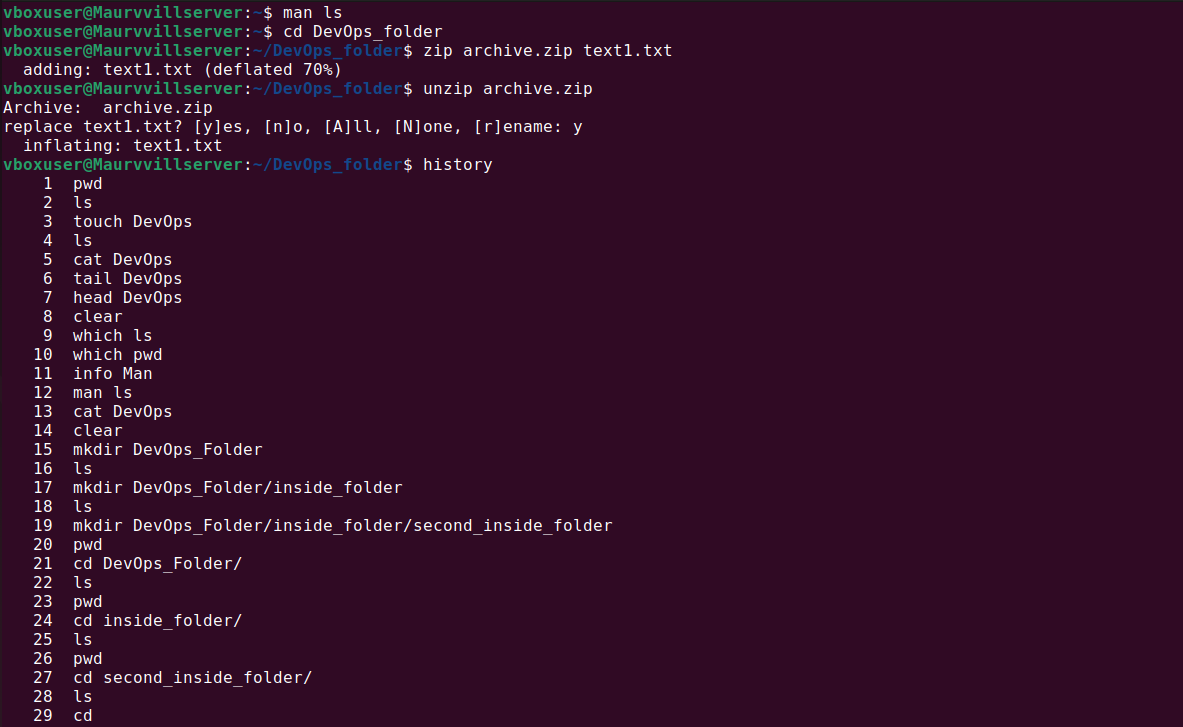 vboxuser@Maurvvillserver:~$ man ls
vboxuser@Maurvvillserver:~$ cd DevOps_folder
vboxuser@Maurvvillserver:~/DevOps_folder$ zip archive.zip text1.txt
  adding: text1.txt (deflated 70%)
vboxuser@Maurvvillserver:~/DevOps_folder$ unzip archive.zip
Archive:  archive.zip
replace text1.txt? [y]es, [n]o, [A]ll, [N]one, [r]ename: y
  inflating: text1.txt
vboxuser@Maurvvillserver:~/DevOps_folder$ history
    1  pwd
    2  ls
    3  touch DevOps
    4  ls
    5  cat DevOps
    6  tail DevOps
    7  head DevOps
    8  clear
    9  which ls
   10  which pwd
   11  info Man
   12  man ls
   13  cat DevOps
   14  clear
   15  mkdir DevOps_Folder
   16  ls
   17  mkdir DevOps_Folder/inside_folder
   18  ls
   19  mkdir DevOps_Folder/inside_folder/second_inside_folder
   20  pwd
   21  cd DevOps_Folder/
   22  ls
   23  pwd
   24  cd inside_folder/
   25  ls
   26  pwd
   27  cd second_inside_folder/
   28  ls
   29  cd